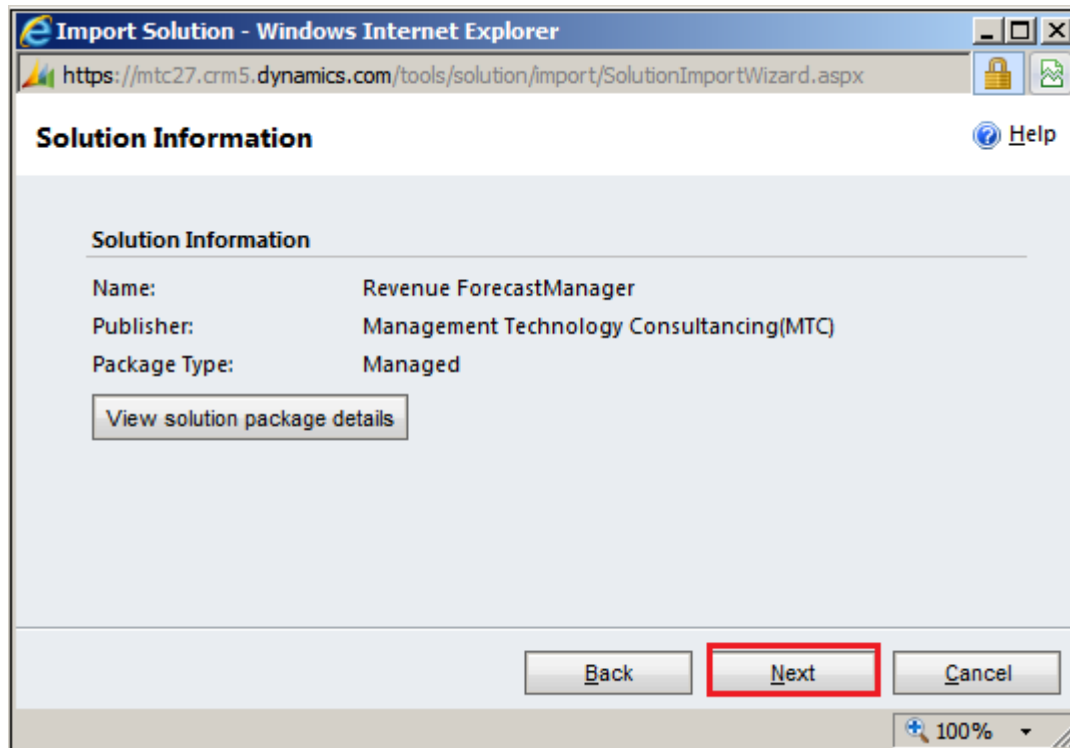 Import Solution - Windows Internet Explorer
https://mtc27.crm5.dynamics.com/tools/solution/import/SolutionImportWizard.aspx
Solution Information
Help
Solution Information
Name: Revenue ForecastManager
Publisher: Management Technology Consultancing(MTC)
Package Type: Managed
View solution package details
Back Next Cancel
100%